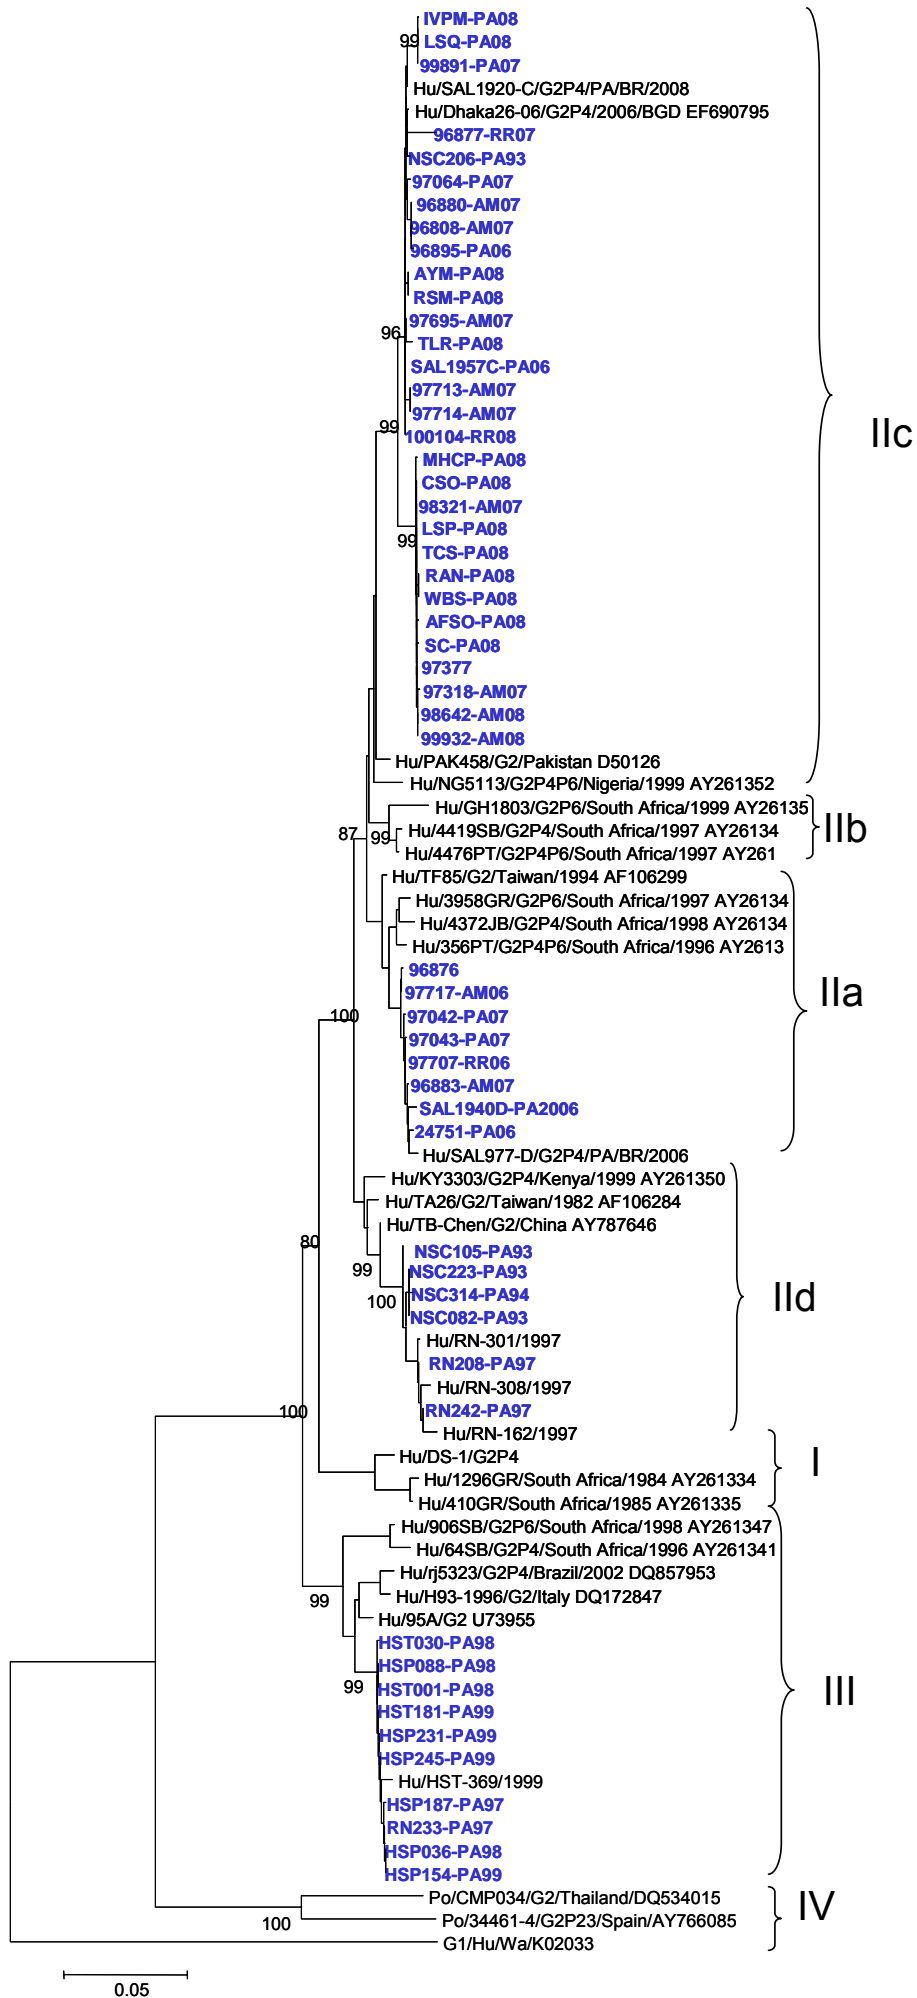 IVPM-PA08
99
LSQ-PA08
99891-PA07
Hu/SAL1920-C/G2P4/PA/BR/2008
Hu/Dhaka26-06/G2P4/2006/BGD EF690795
96877-RR07
NSC206-PA93
97064-PA07
96880-AM07
96808-AM07
96895-PA06
AYM-PA08
RSM-PA08
97695-AM07
96
TLR-PA08
SAL1957C-PA06
97713-AM07
97714-AM07
99
100104-RR08
IIc
MHCP-PA08
CSO-PA08
98321-AM07
LSP-PA08
99
TCS-PA08
RAN-PA08
WBS-PA08
AFSO-PA08
SC-PA08
97377
97318-AM07
98642-AM08
99932-AM08
Hu/PAK458/G2/Pakistan D50126
Hu/NG5113/G2P4P6/Nigeria/1999 AY261352
Hu/GH1803/G2P6/South Africa/1999 AY26135
87
99
Hu/4419SB/G2P4/South Africa/1997 AY26134
IIb
Hu/4476PT/G2P4P6/South Africa/1997 AY261
Hu/TF85/G2/Taiwan/1994 AF106299
Hu/3958GR/G2P6/South Africa/1997 AY26134
Hu/4372JB/G2P4/South Africa/1998 AY26134
Hu/356PT/G2P4P6/South Africa/1996 AY2613
96876
97717-AM06
IIa
100
97042-PA07
97043-PA07
97707-RR06
96883-AM07
SAL1940D-PA2006
24751-PA06
Hu/SAL977-D/G2P4/PA/BR/2006
Hu/KY3303/G2P4/Kenya/1999 AY261350
Hu/TA26/G2/Taiwan/1982 AF106284
Hu/TB-Chen/G2/China AY787646
80
NSC105-PA93
99
NSC223-PA93
100
NSC314-PA94
IId
NSC082-PA93
Hu/RN-301/1997
RN208-PA97
Hu/RN-308/1997
100
RN242-PA97
Hu/RN-162/1997
Hu/DS-1/G2P4
I
Hu/1296GR/South Africa/1984 AY261334
Hu/410GR/South Africa/1985 AY261335
Hu/906SB/G2P6/South Africa/1998 AY261347
Hu/64SB/G2P4/South Africa/1996 AY261341
Hu/rj5323/G2P4/Brazil/2002 DQ857953
99
Hu/H93-1996/G2/Italy DQ172847
Hu/95A/G2 U73955
HST030-PA98
HSP088-PA98
99
HST001-PA98
III
HST181-PA99
HSP231-PA99
HSP245-PA99
Hu/HST-369/1999
HSP187-PA97
RN233-PA97
HSP036-PA98
HSP154-PA99
Po/CMP034/G2/Thailand/DQ534015
IV
100
Po/34461-4/G2P23/Spain/AY766085
G1/Hu/Wa/K02033
0.05